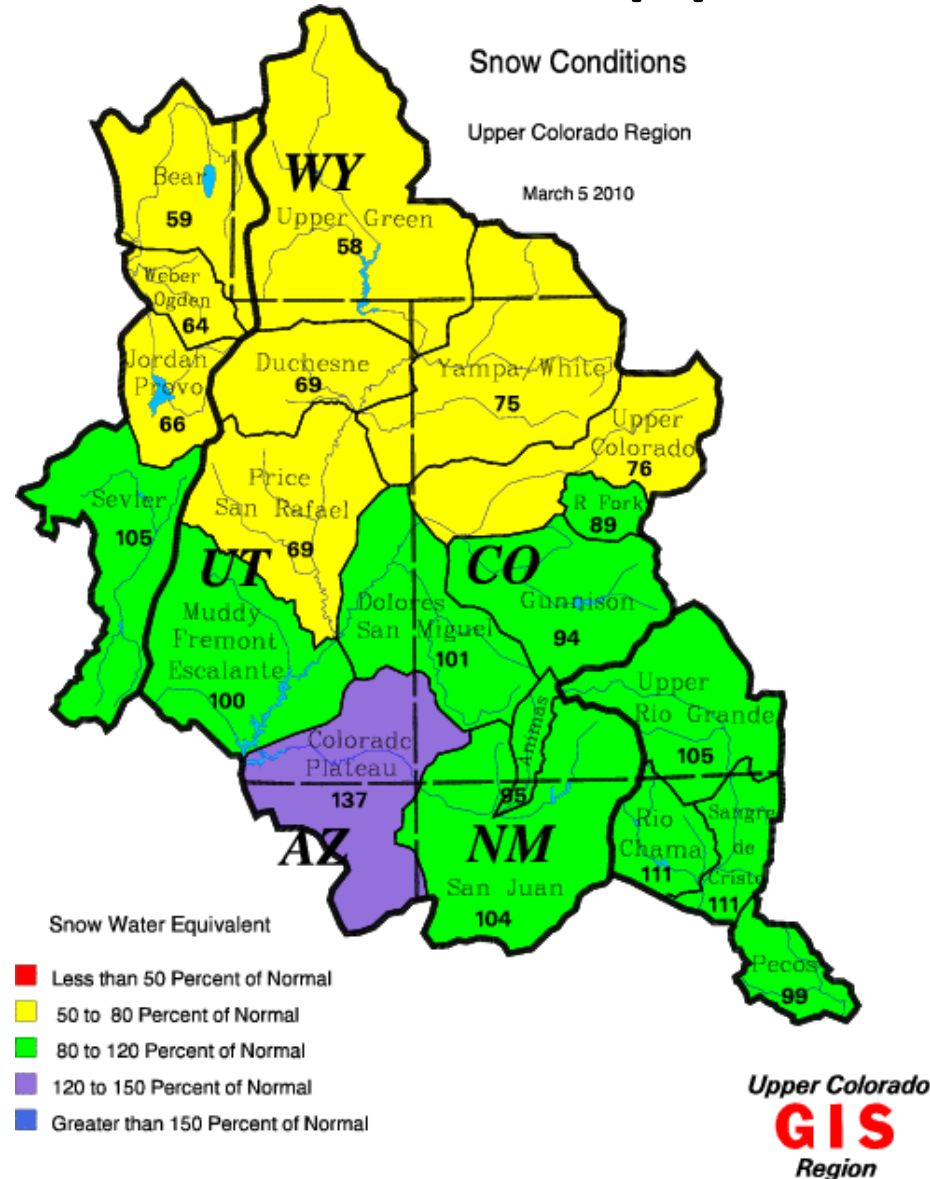 Snow Conditions
Upper Colorado Region
March 5 2010
WY
Bear
59
Upper Green
58
Weber
Ogden
64
Jordan
Provo
66
Duchesne
69
Yampa/White
75
Upper
Colorado
76
Price
San Rafael
69
R Fork
89
Sevier
105
UT
CO
Muddy
Fremont
Escalante
100
Dolores
San Miguel
101
Gunnison
94
Upper
Rio Grande
105
Animas
95
Colorado
Plateau
137
AZ
NM
San Juan
104
Rio
Chama
111
Sangre
de
Cristo
111
Pecos
99
Snow Water Equivalent
Less than 50 Percent of Normal
50 to 80 Percent of Normal
80 to 120 Percent of Normal
120 to 150 Percent of Normal
Greater than 150 Percent of Normal
Upper Colorado
GIS
Region